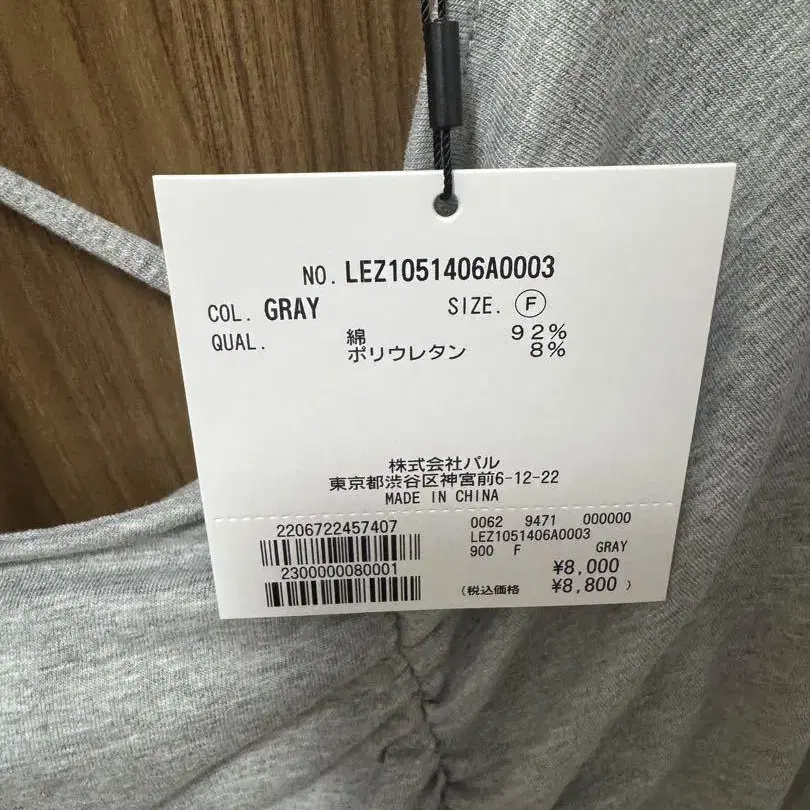 NO. LEZ1051406A0003
COL. GRAY SIZE. F
QUAL. 綿 92%
ポリウレタン 8%
株式会社パル
東京都渋谷区神宮前6-12-22
MADE IN CHINA
2206722457407
2300000080001
0062 9471 000000
LEZ1051406A0003
900 F GRAY
¥8,000
(税込価格 ¥8,800 )